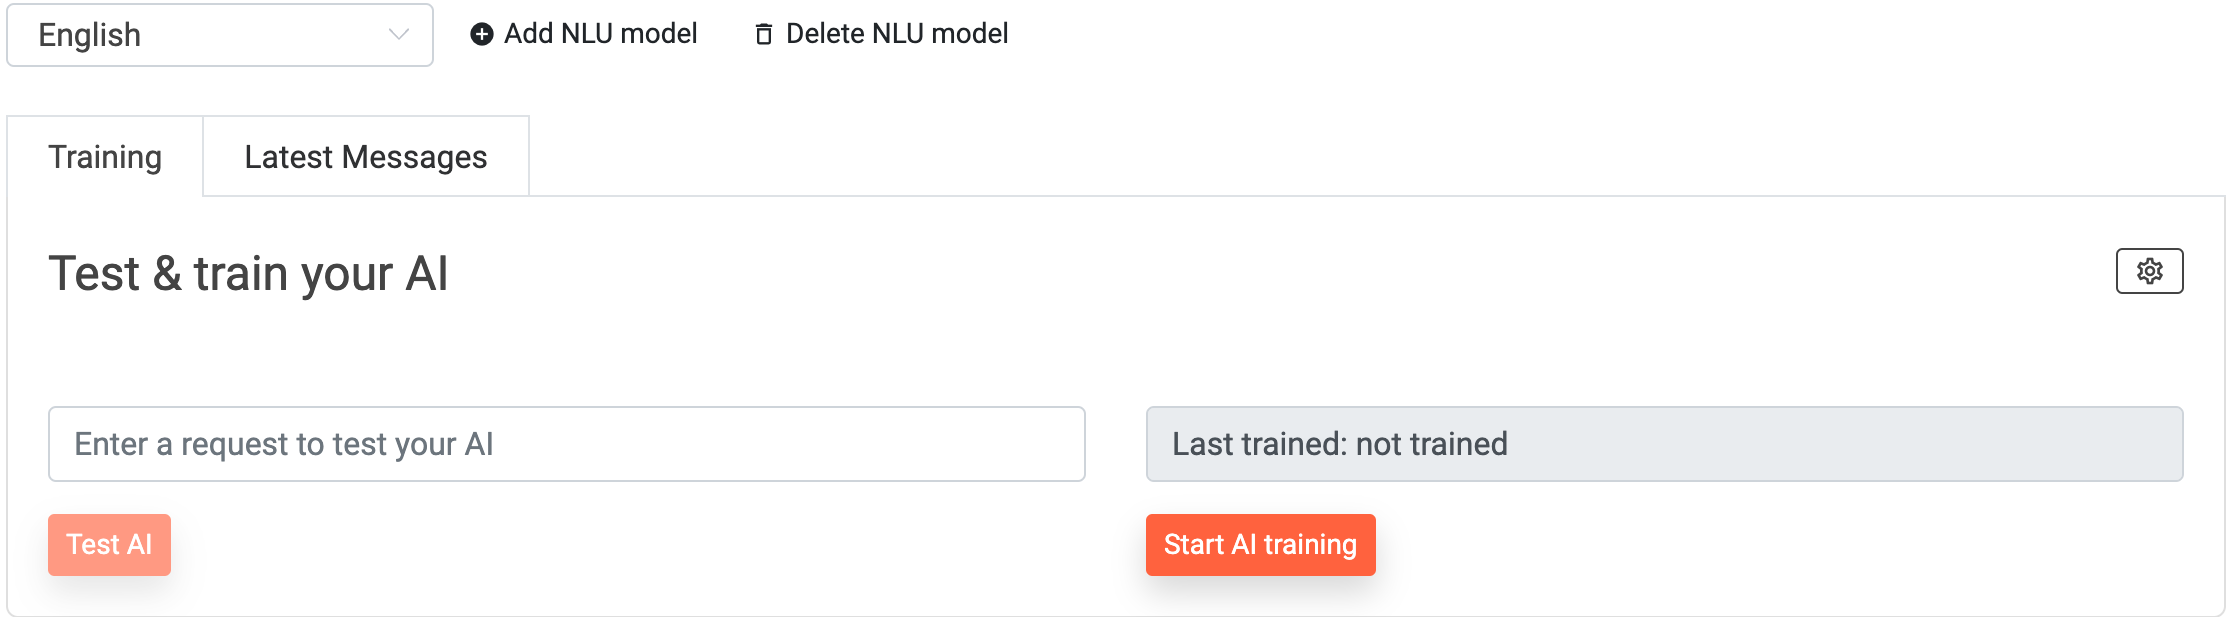 English
Add NLU model
Delete NLU model
Training
Latest Messages
Test & train your AI
Enter a request to test your AI
Last trained: not trained
Test AI
Start AI training